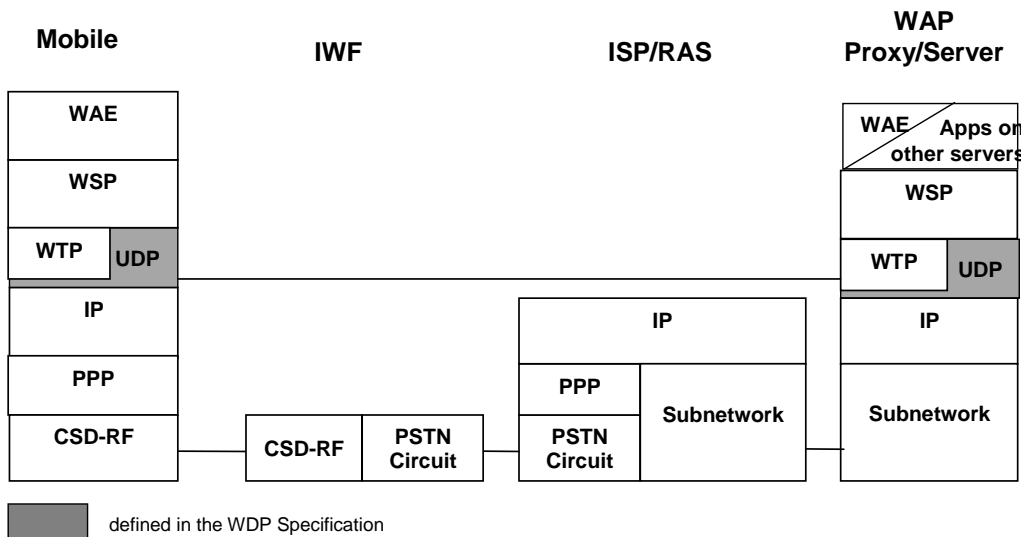 Mobile
IWF
ISP/RAS
WAP
Proxy/Server
WAE
WSP
WTP
UDP
IP
PPP
CSD-RF
CSD-RF
PSTN
Circuit
IP
PPP
PSTN
Circuit
Subnetwork
WAE
Apps on
other servers
WSP
WTP
UDP
IP
Subnetwork
defined in the WDP Specification